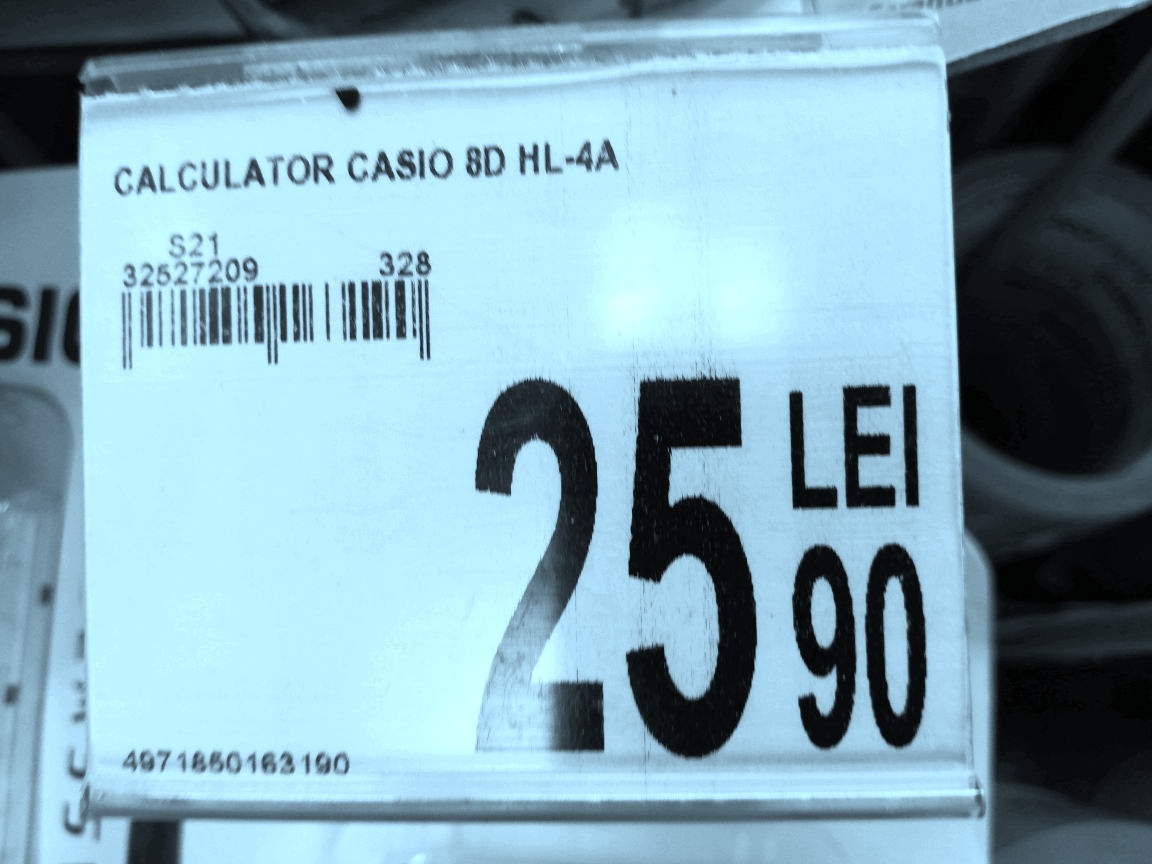 CALCULATOR CASIO 8D HL-4A
S21
32527209 328
25 LEI
90
4971850163190